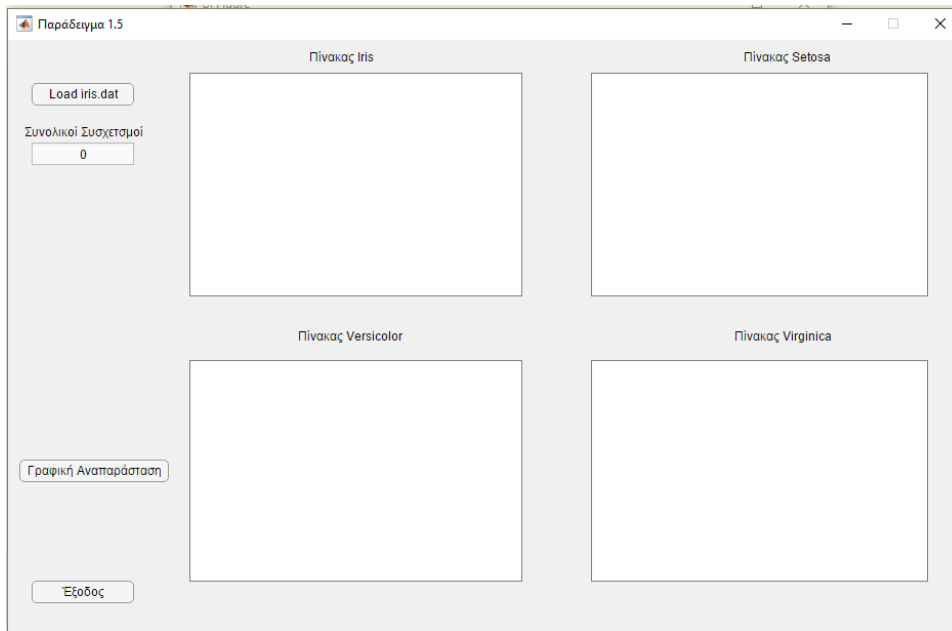 Παράδειγμα 1.5
Πίνακας Iris
Πίνακας Setosa
Load iris.dat
Συνολικοί Συσχετσμοί
0
Πίνακας Versicolor
Πίνακας Virginica
Γραφική Αναπαράσταση
Έξοδος